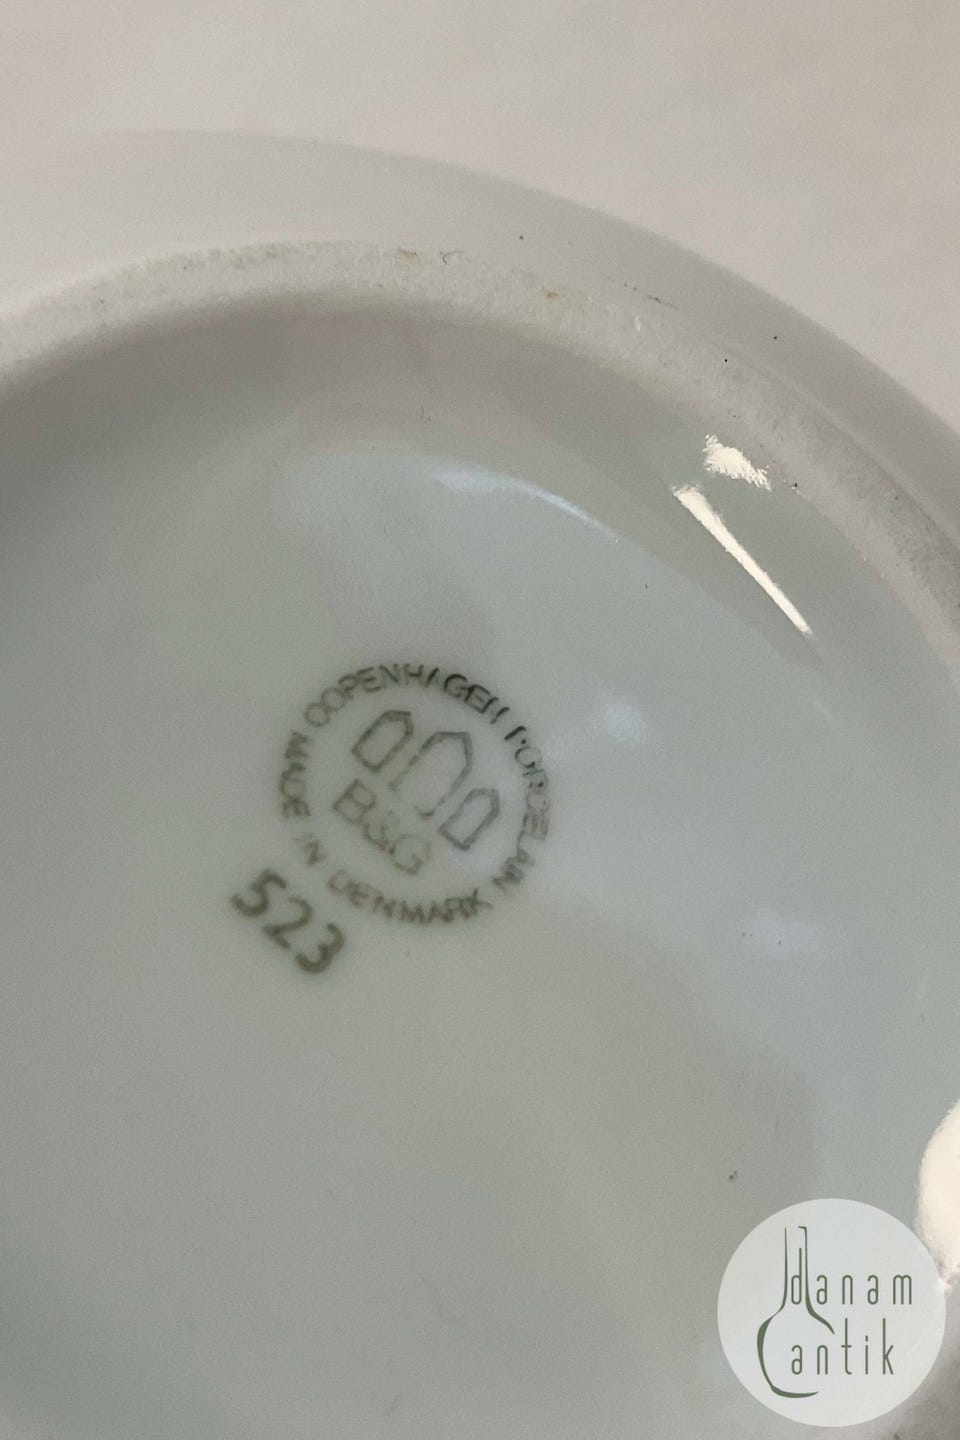 COPENHAGEN PORCELAIN
B&G
MADE IN DENMARK
523
danam
antik